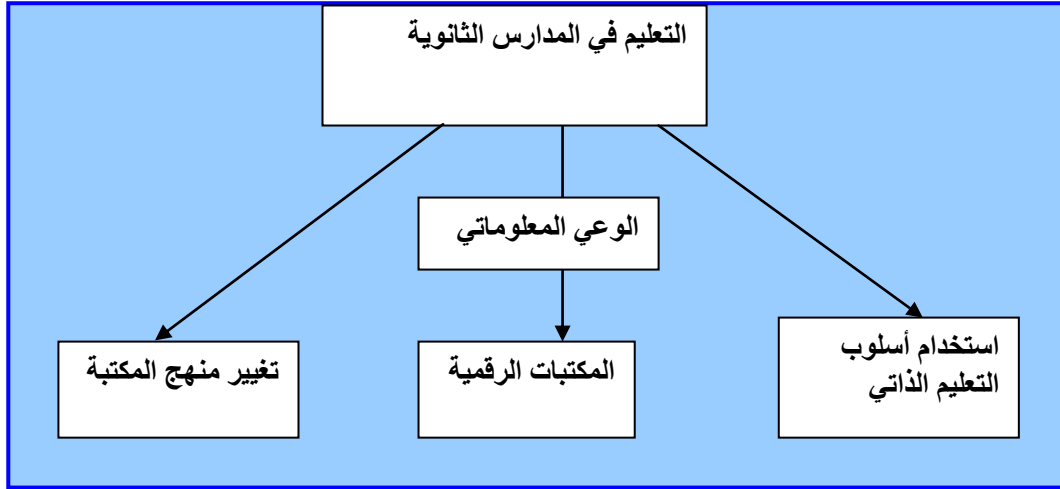 التعليم في المدارس الثانوية
الوعي المعلوماتي
استخدام أسلوب
التعليم الذاتي
المكتبات الرقمية
تغيير منهج المكتبة